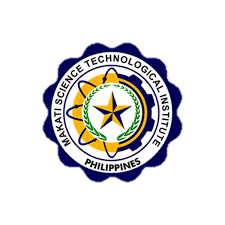 MAKATI SCIENCE TECHNOLOGICAL INSTITUTE
PHILIPPINES